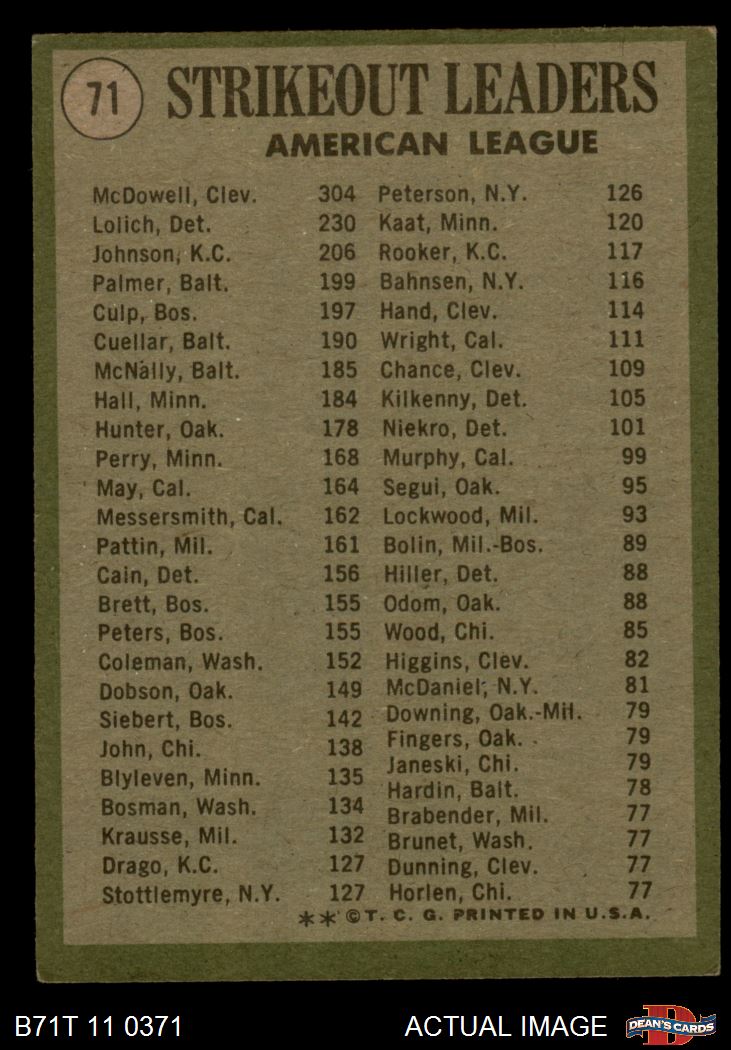 71
STRIKEOUT LEADERS
AMERICAN LEAGUE
McDowell, Clev. 304
Lolich, Det. 230
Johnson, K.C. 206
Palmer, Balt. 199
Culp, Bos. 197
Cuellar, Balt. 190
McNally, Balt. 185
Hall, Minn. 184
Hunter, Oak. 178
Perry, Minn. 168
May, Cal. 164
Messersmith, Cal. 162
Pattin, Mil. 161
Cain, Det. 156
Brett, Bos. 155
Peters, Bos. 155
Coleman, Wash. 152
Dobson, Oak. 149
Siebert, Bos. 142
John, Chi. 138
Blyleven, Minn. 135
Bosman, Wash. 134
Krausse, Mil. 132
Drago, K.C. 127
Stottlemyre, N.Y. 127
Peterson, N.Y. 126
Kaat, Minn. 120
Rooker, K.C. 117
Bahnsen, N.Y. 116
Hand, Clev. 114
Wright, Cal. 111
Chance, Clev. 109
Kilkenny, Det. 105
Niekro, Det. 101
Murphy, Cal. 99
Segui, Oak. 95
Lockwood, Mil. 93
Bolin, Mil.-Bos. 89
Hiller, Det. 88
Odom, Oak. 88
Wood, Chi. 85
Higgins, Clev. 82
McDaniel, N.Y. 81
Downing, Oak.-Mil. 79
Fingers, Oak. 79
Janeski, Chi. 79
Hardin, Balt. 78
Brabender, Mil. 77
Brunet, Wash. 77
Dunning, Clev. 77
Horlen, Chi. 77
**©T. C. G. PRINTED IN U.S.A.
B71T 11 0371
ACTUAL IMAGE
D
DEAN'S CARDS